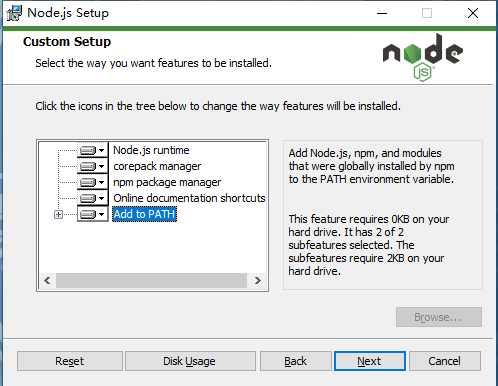 Node.js Setup
Custom Setup
Select the way you want features to be installed.
node
JS
Click the icons in the tree below to change the way features will be installed.
Node.js runtime
corepack manager
npm package manager
Online documentation shortcuts
Add to PATH
Add Node.js, npm, and modules
that were globally installed by npm
to the PATH environment variable.
This feature requires 0KB on your
hard drive. It has 2 of 2
subfeatures selected. The
subfeatures require 2KB on your
hard drive.
Browse...
Reset
Disk Usage
Back
Next
Cancel